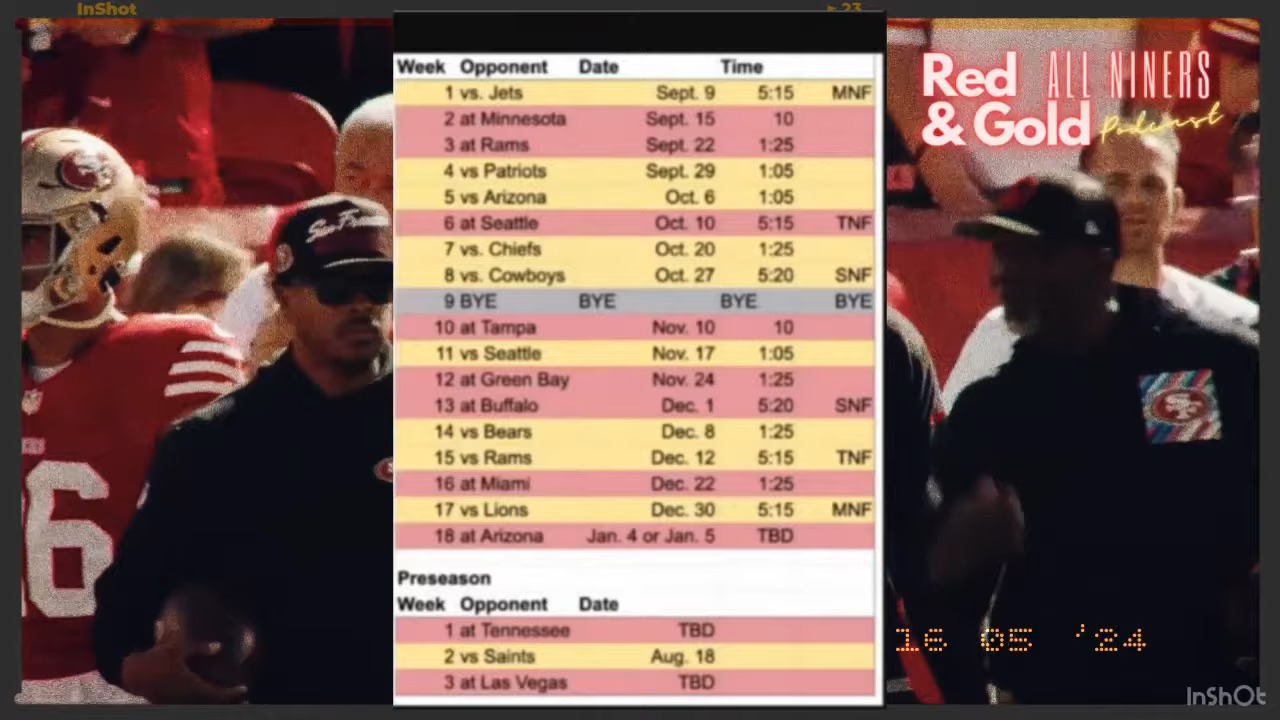 InShot
23
Red & Gold
ALL NINERS
Podcast
Week Opponent Date Time
1 vs. Jets Sept. 9 5:15 MNF
2 at Minnesota Sept. 15 10
3 at Rams Sept. 22 1:25
4 vs Patriots Sept. 29 1:05
5 vs Arizona Oct. 6 1:05
6 at Seattle Oct. 10 5:15 TNF
7 vs. Chiefs Oct. 20 1:25
8 vs. Cowboys Oct. 27 5:20 SNF
9 BYE BYE BYE BYE
10 at Tampa Nov. 10 10
11 vs Seattle Nov. 17 1:05
12 at Green Bay Nov. 24 1:25
13 at Buffalo Dec. 1 5:20 SNF
14 vs Bears Dec. 8 1:25
15 vs Rams Dec. 12 5:15 TNF
16 at Miami Dec. 22 1:25
17 vs Lions Dec. 30 5:15 MNF
18 at Arizona Jan. 4 or Jan. 5 TBD
Preseason
Week Opponent Date
1 at Tennessee TBD
2 vs Saints Aug. 18
3 at Las Vegas TBD
16 05 '24
InShOt